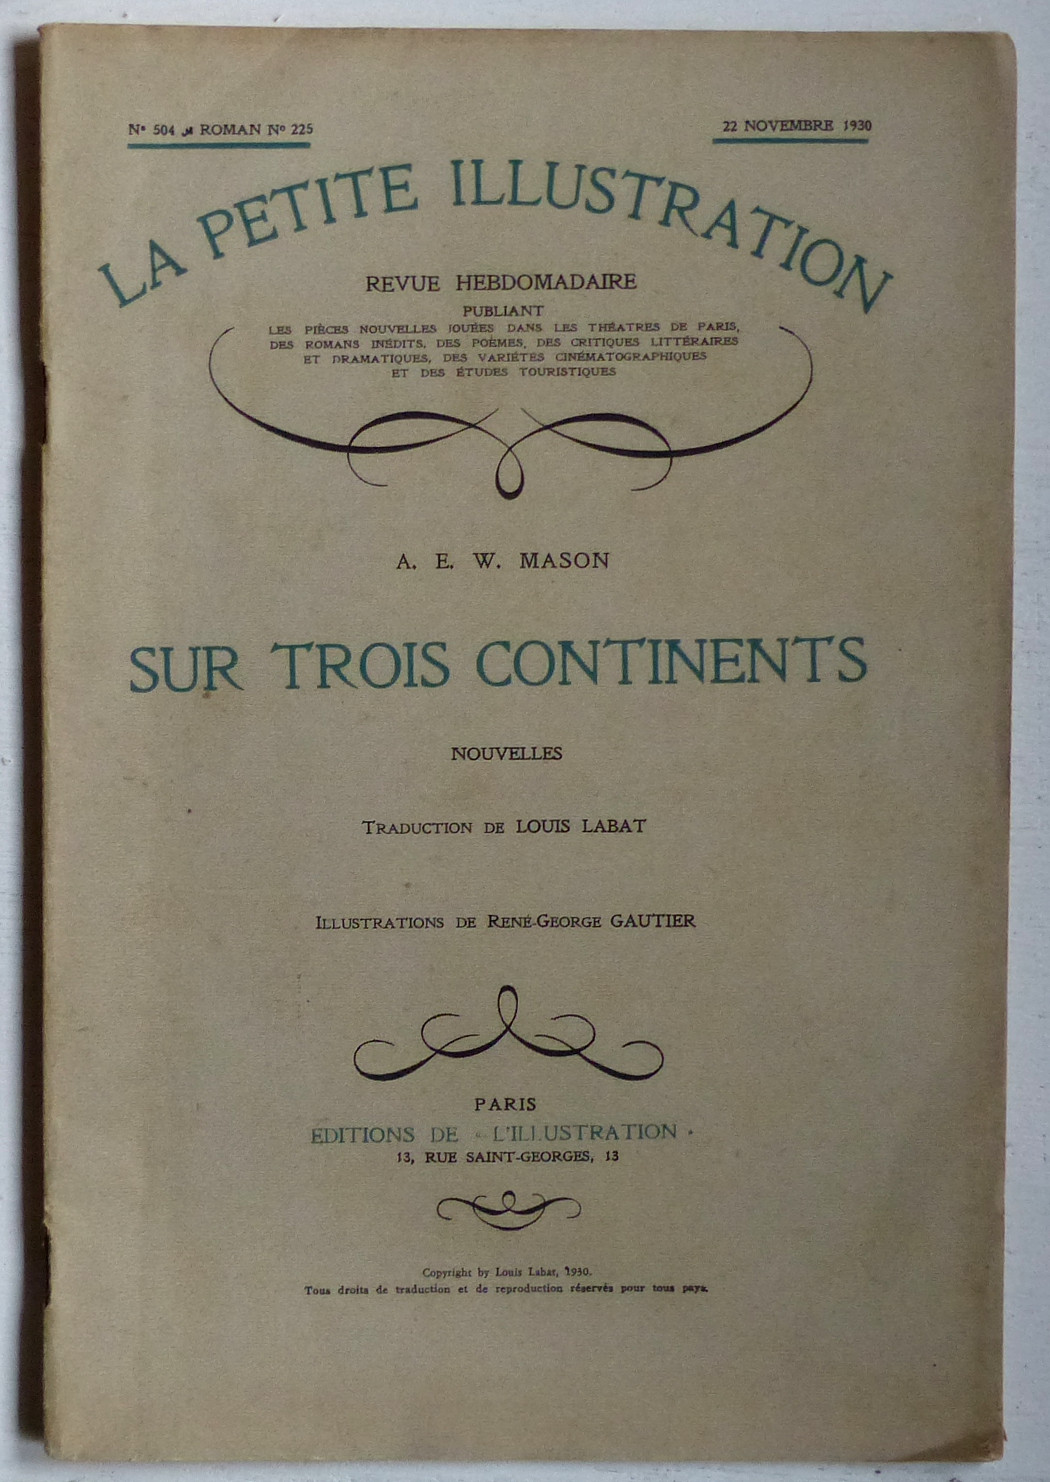 N° 504 ROMAN N° 225
22 NOVEMBRE 1930
LA PETITE ILLUSTRATION
REVUE HEBDOMADAIRE
PUBLIANT
LES PIÈCES NOUVELLES JOUÉES DANS LES THÉATRES DE PARIS,
DES ROMANS INÉDITS, DES POÈMES, DES CRITIQUES LITTÉRAIRES
ET DRAMATIQUES, DES VARIÉTÉS CINÉMATOGRAPHIQUES
ET DES ÉTUDES TOURISTIQUES
A. E. W. MASON
SUR TROIS CONTINENTS
NOUVELLES
TRADUCTION DE LOUIS LABAT
ILLUSTRATIONS DE RENÉ-GEORGE GAUTIER
PARIS
EDITIONS DE "L'ILLUSTRATION"
13, RUE SAINT-GEORGES, 13
Copyright by Louis Labat, 1930.
Tous droits de traduction et de reproduction réservés pour tous pays.